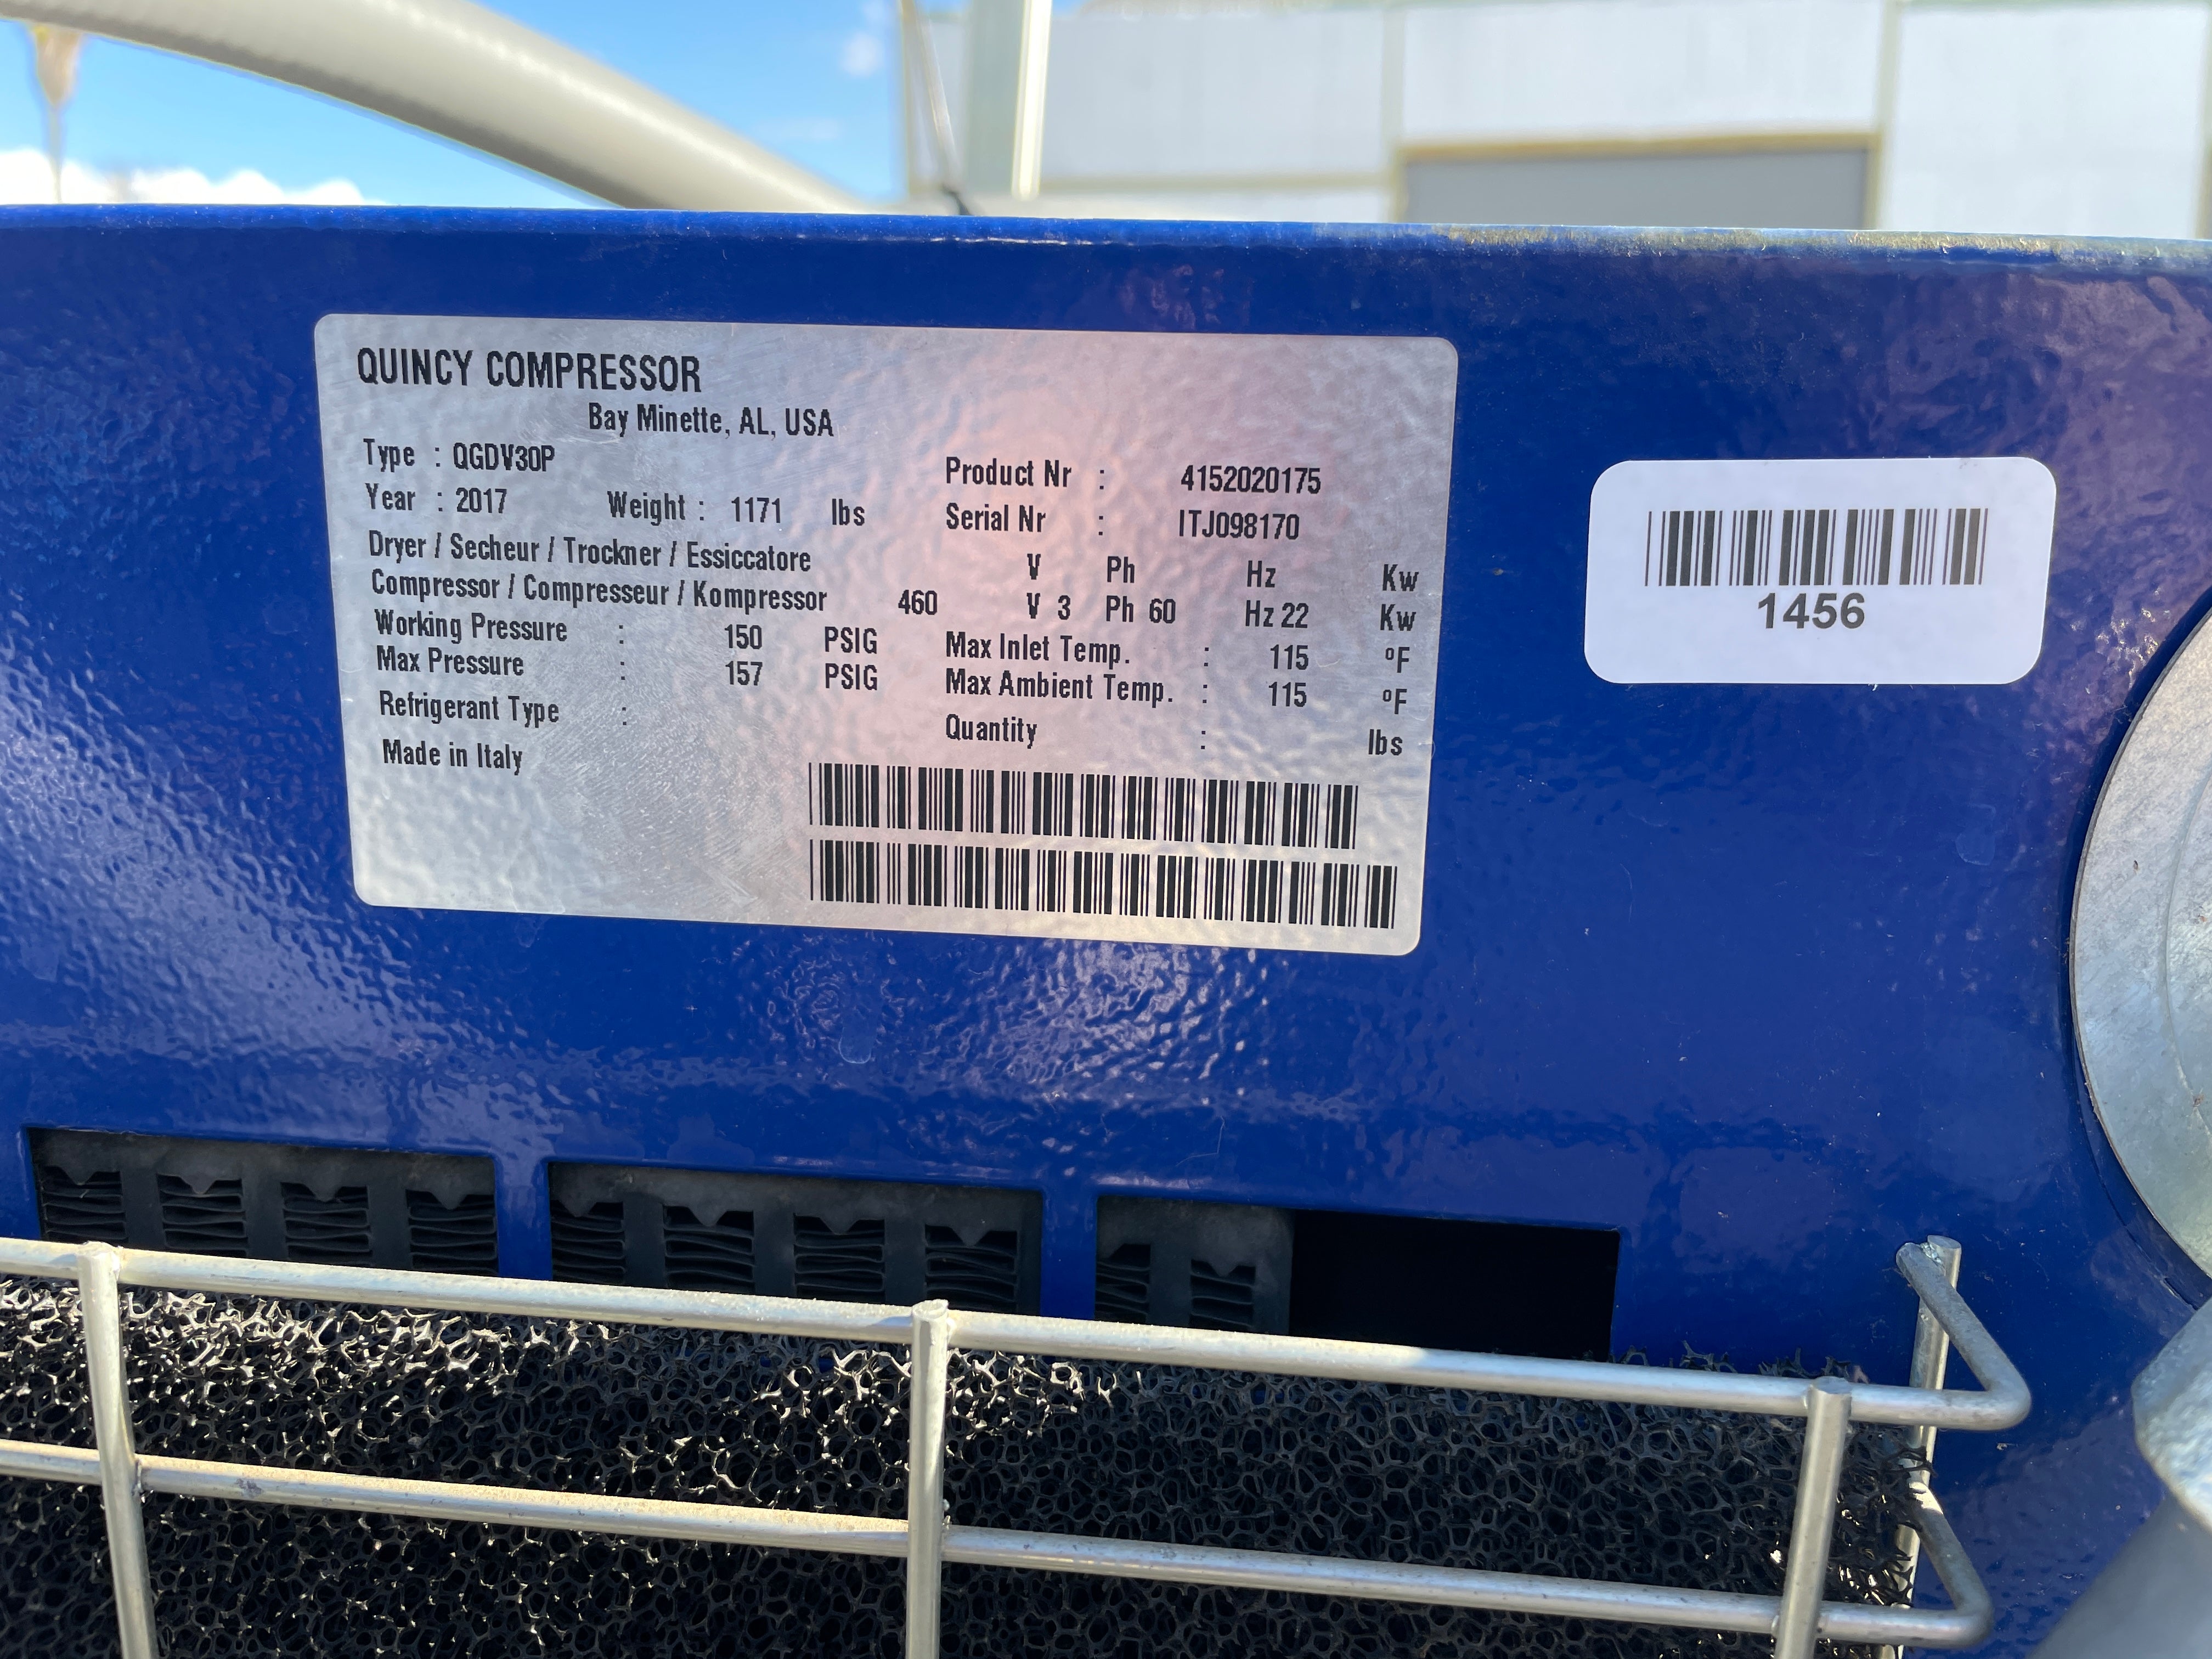 QUINCY COMPRESSOR
Bay Minette, AL, USA
Type : QGDV30P Product Nr : 4152020175
Year : 2017 Weight : 1171 lbs Serial Nr : ITJ098170
Dryer / Secheur / Trockner / Essiccatore V Ph Hz Kw
Compressor / Compresseur / Kompressor 460 V 3 Ph 60 Hz 22 Kw
Working Pressure : 150 PSIG Max Inlet Temp. : 115 °F
Max Pressure : 157 PSIG Max Ambient Temp. : 115 °F
Refrigerant Type : Quantity : lbs
Made in Italy
1456